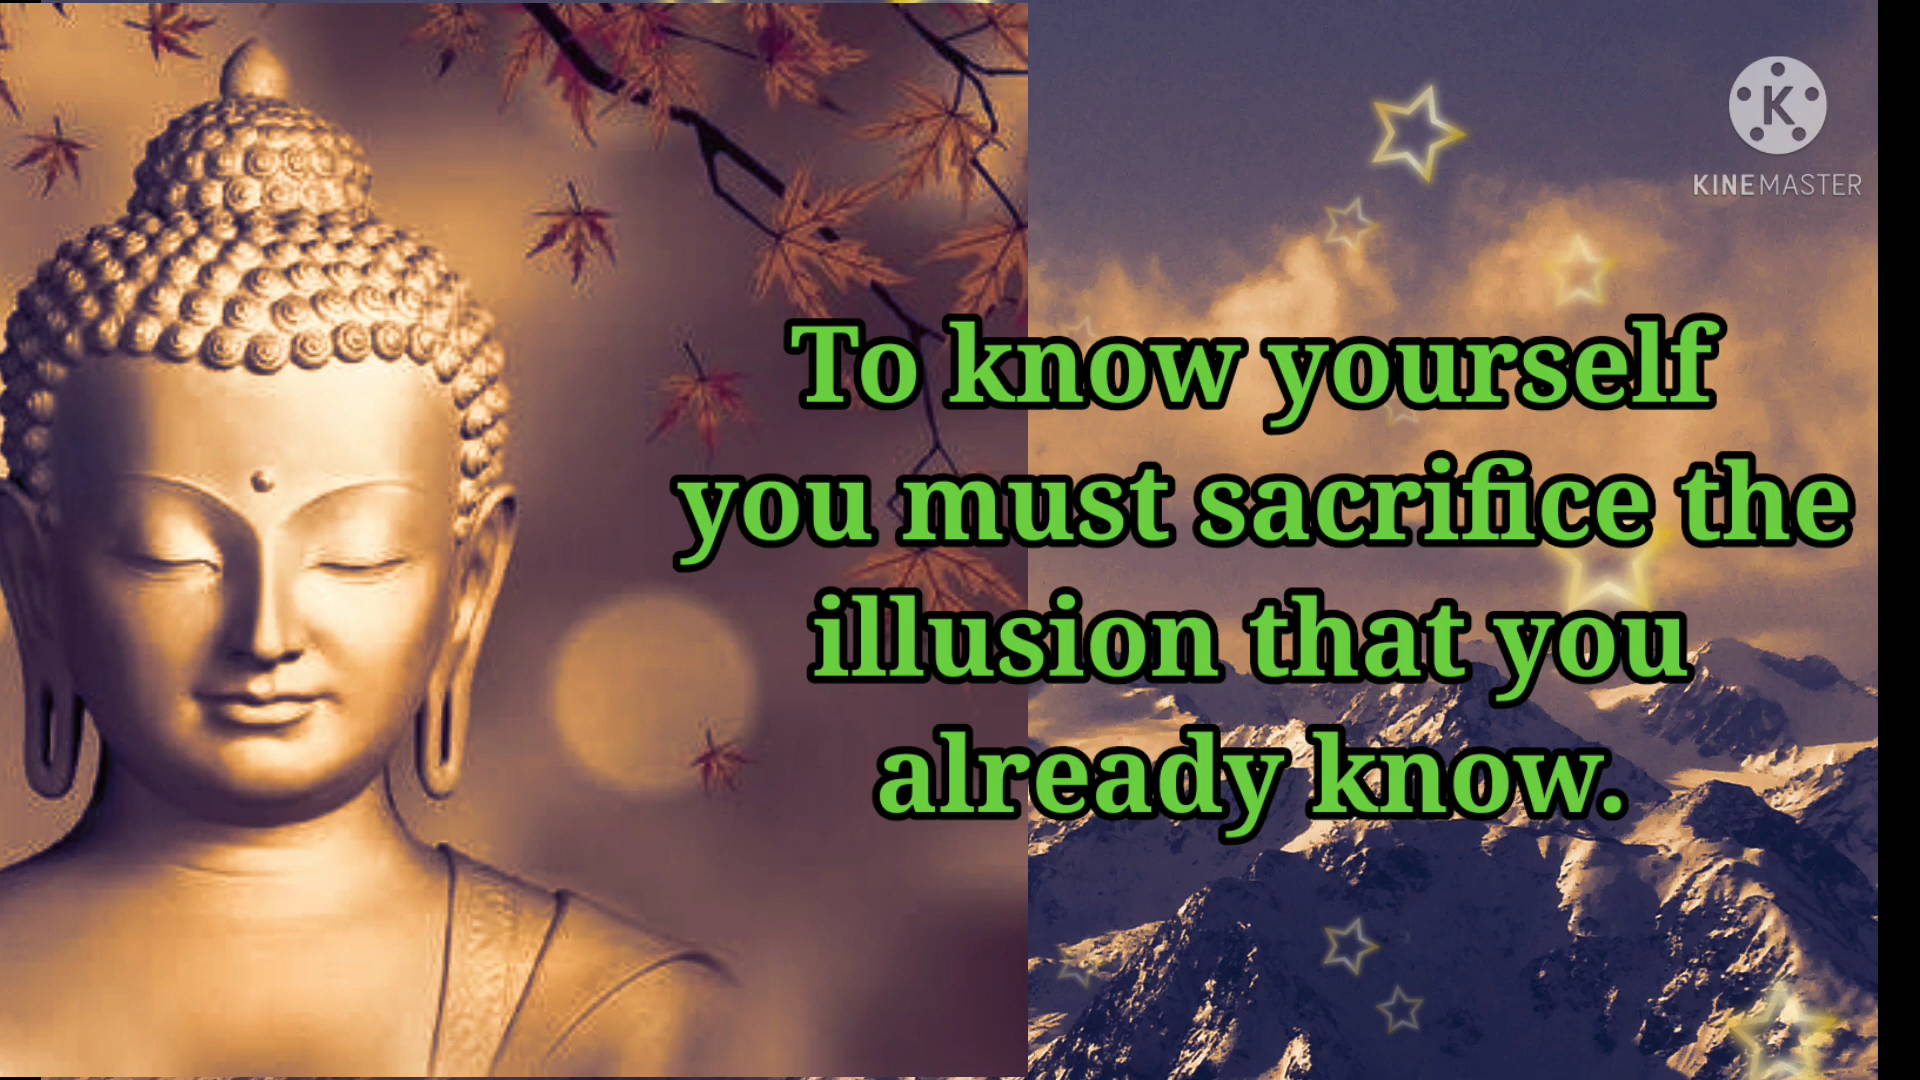 K
KINEMASTER
To know yourself
you must sacrifice the
illusion that you
already know.